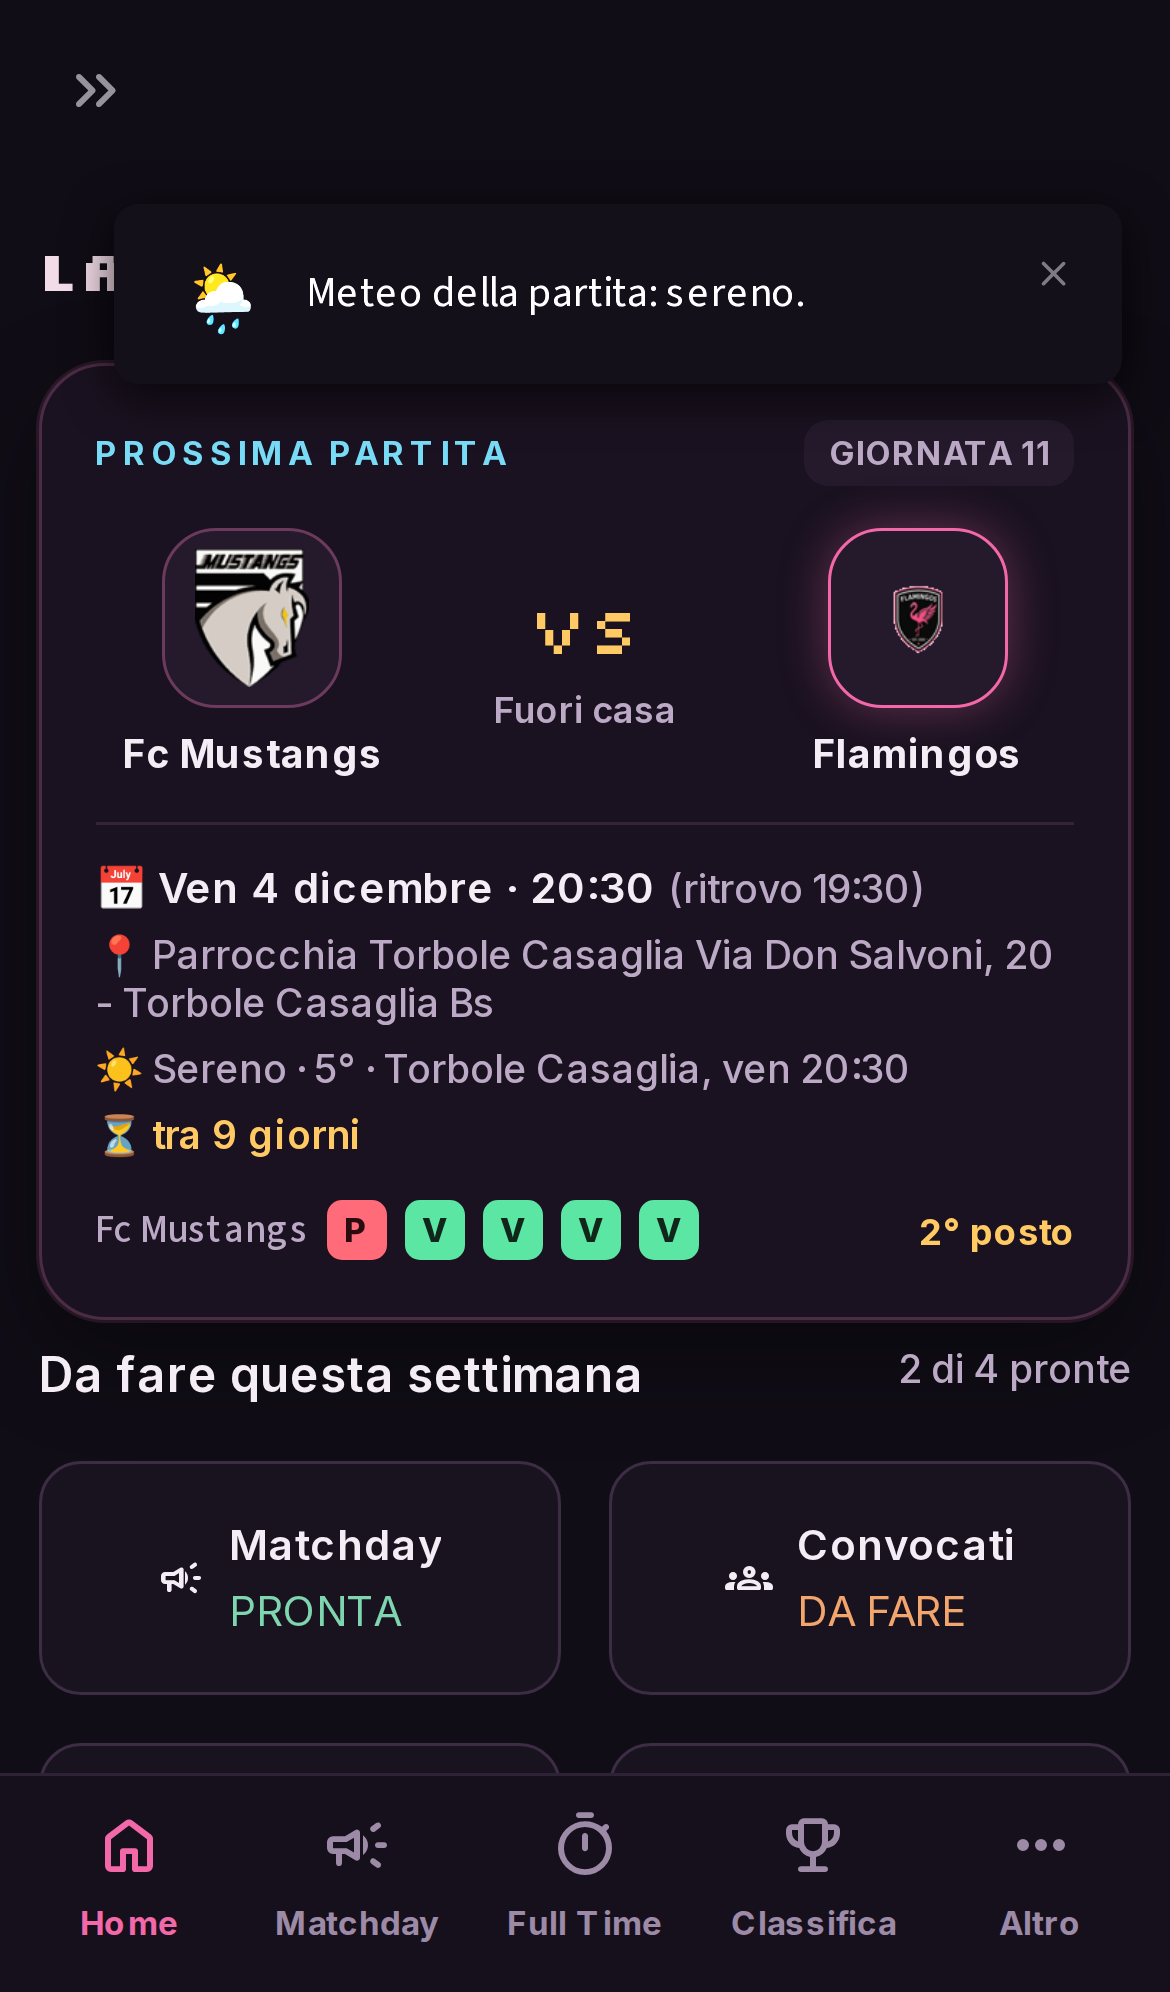 LA
Meteo della partita: sereno.
PROSSIMA PARTITA
GIORNATA 11
MUSTANGS
FLAMINGOS
VS
Fuori casa
Fc Mustangs
Flamingos
July
17
Ven 4 dicembre · 20:30 (ritrovo 19:30)
Parrocchia Torbole Casaglia Via Don Salvoni, 20
- Torbole Casaglia Bs
Sereno · 5° · Torbole Casaglia, ven 20:30
tra 9 giorni
Fc Mustangs P V V V V 2° posto
Da fare questa settimana
2 di 4 pronte
Matchday
PRONTA
Convocati
DA FARE
Home
Matchday
Full Time
Classifica
Altro